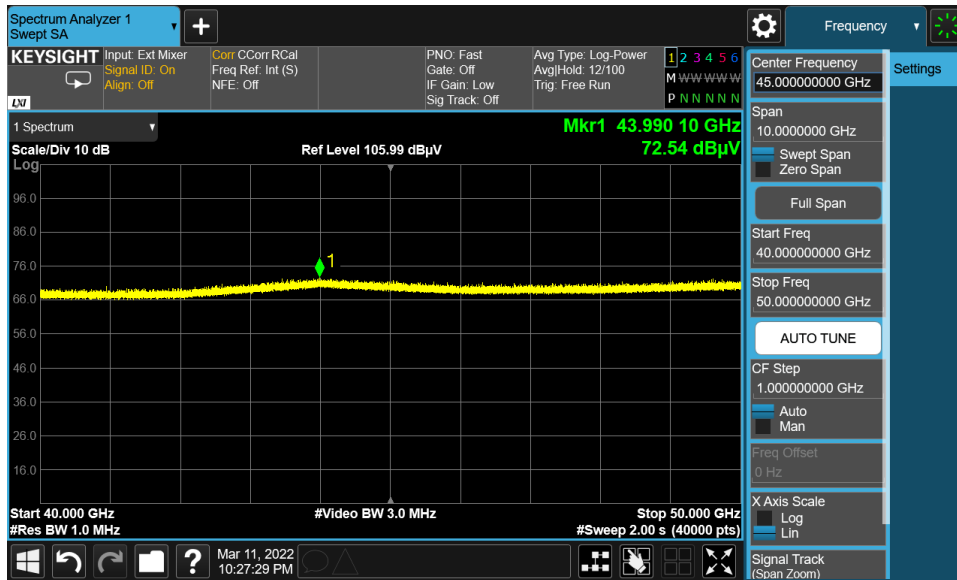 Spectrum Analyzer 1
Swept SA
+
Frequency
KEYSIGHT
LXI
Input: Ext Mixer
Signal ID: On
Align: Off
Corr CCorr RCal
Freq Ref: Int (S)
NFE: Off
PNO: Fast
Gate: Off
IF Gain: Low
Sig Track: Off
Avg Type: Log-Power
Avg|Hold: 12/100
Trig: Free Run
1 2 3 4 5 6
M W W W W W
P N N N N N
1 Spectrum
Scale/Div 10 dB
Log
Ref Level 105.99 dBµV
Mkr1 43.990 10 GHz
72.54 dBµV
96.0
86.0
76.0
66.0
56.0
46.0
36.0
26.0
16.0
1
Start 40.000 GHz
#Res BW 1.0 MHz
#Video BW 3.0 MHz
Stop 50.000 GHz
#Sweep 2.00 s (40000 pts)
?
Mar 11, 2022
10:27:29 PM
Center Frequency
45.000000000 GHz
Span
10.0000000 GHz
Swept Span
Zero Span
Full Span
Start Freq
40.000000000 GHz
Stop Freq
50.000000000 GHz
AUTO TUNE
CF Step
1.000000000 GHz
Auto
Man
Freq Offset
0 Hz
X Axis Scale
Log
Lin
Signal Track
(Span Zoom)
Settings